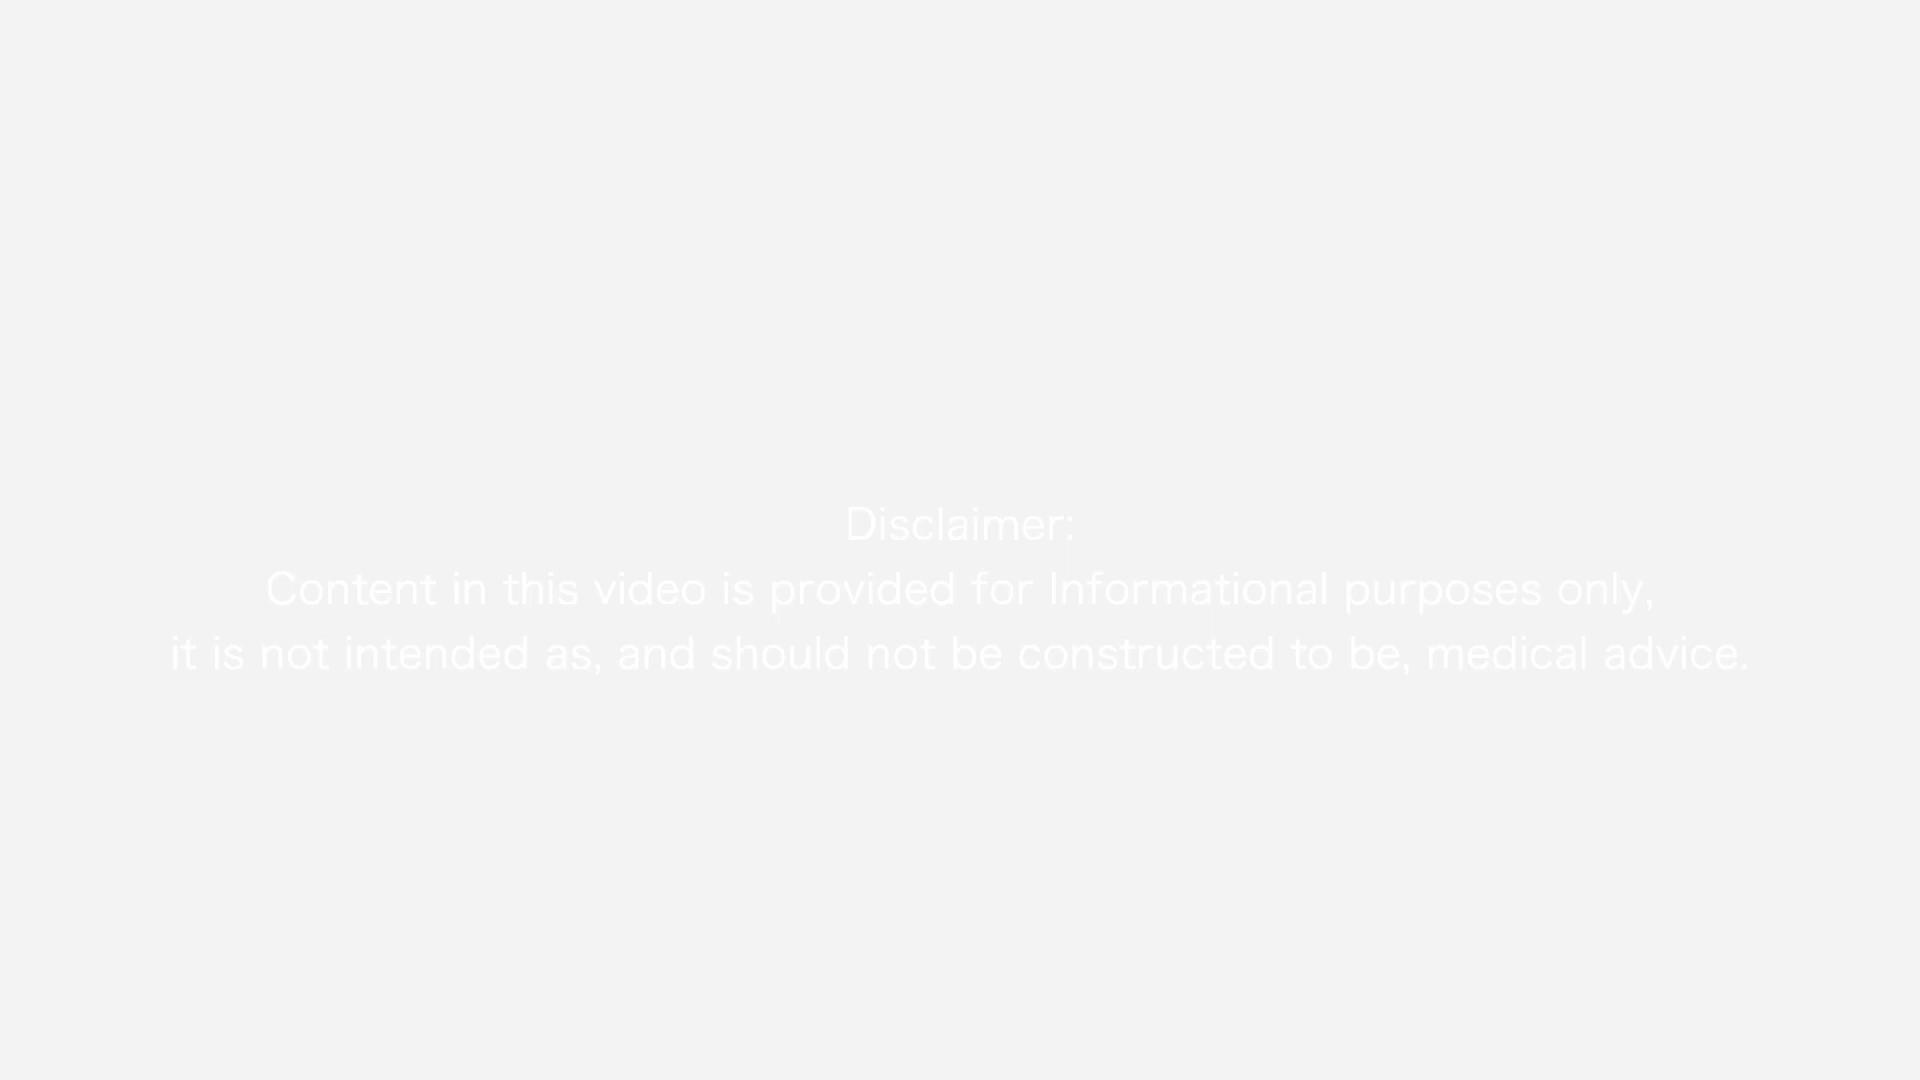 Disclaimer:
Content in this video is provided for Informational purposes only,
it is not intended as, and should not be constructed to be, medical advice.